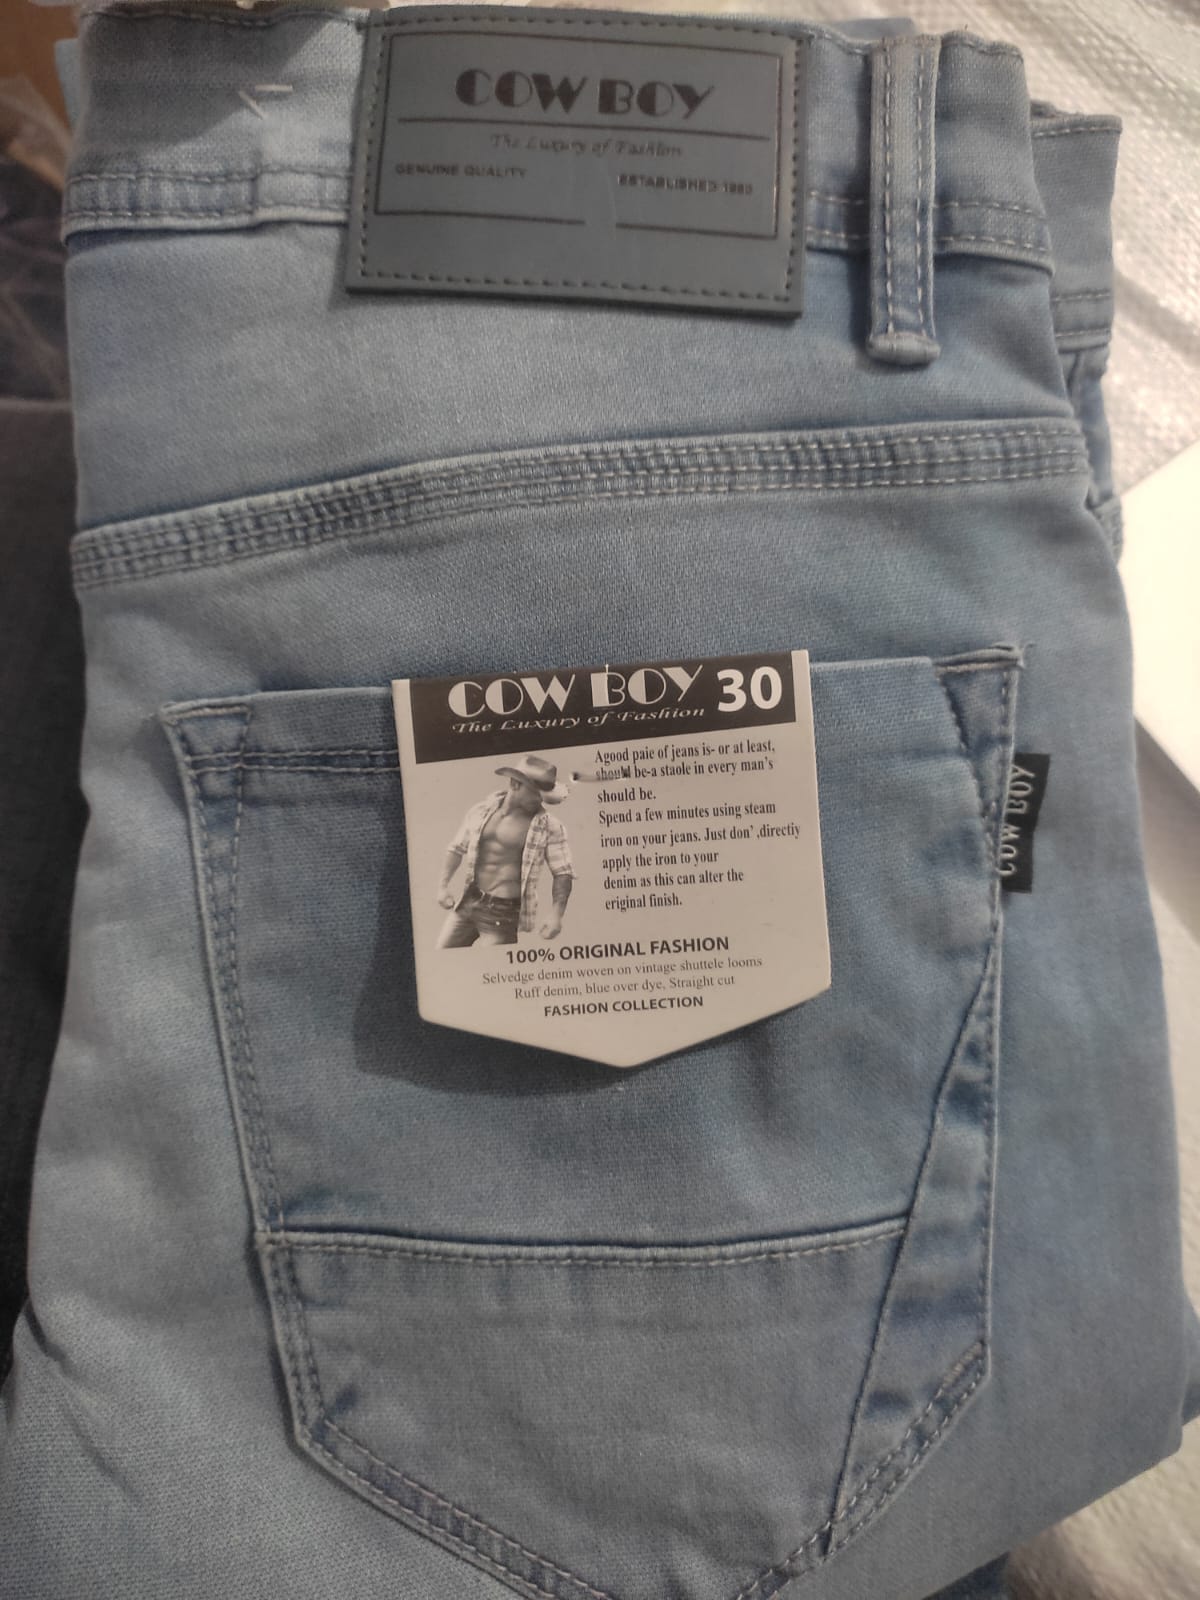 COW BOY
The Luxury of Fashion
GENUINE QUALITY
ESTABLISHED
COW BOY 30
The Luxury of Fashion
Agood paie of jeans is- or at least,
should be-a staole in every man's
should be.
Spend a few minutes using steam
iron on your jeans. Just don' ,directiy
apply the iron to your
denim as this can alter the
eriginal finish.
100% ORIGINAL FASHION
Selvedge denim woven on vintage shuttele looms
Ruff denim, blue over dye, Straight cut
FASHION COLLECTION
COW BOY